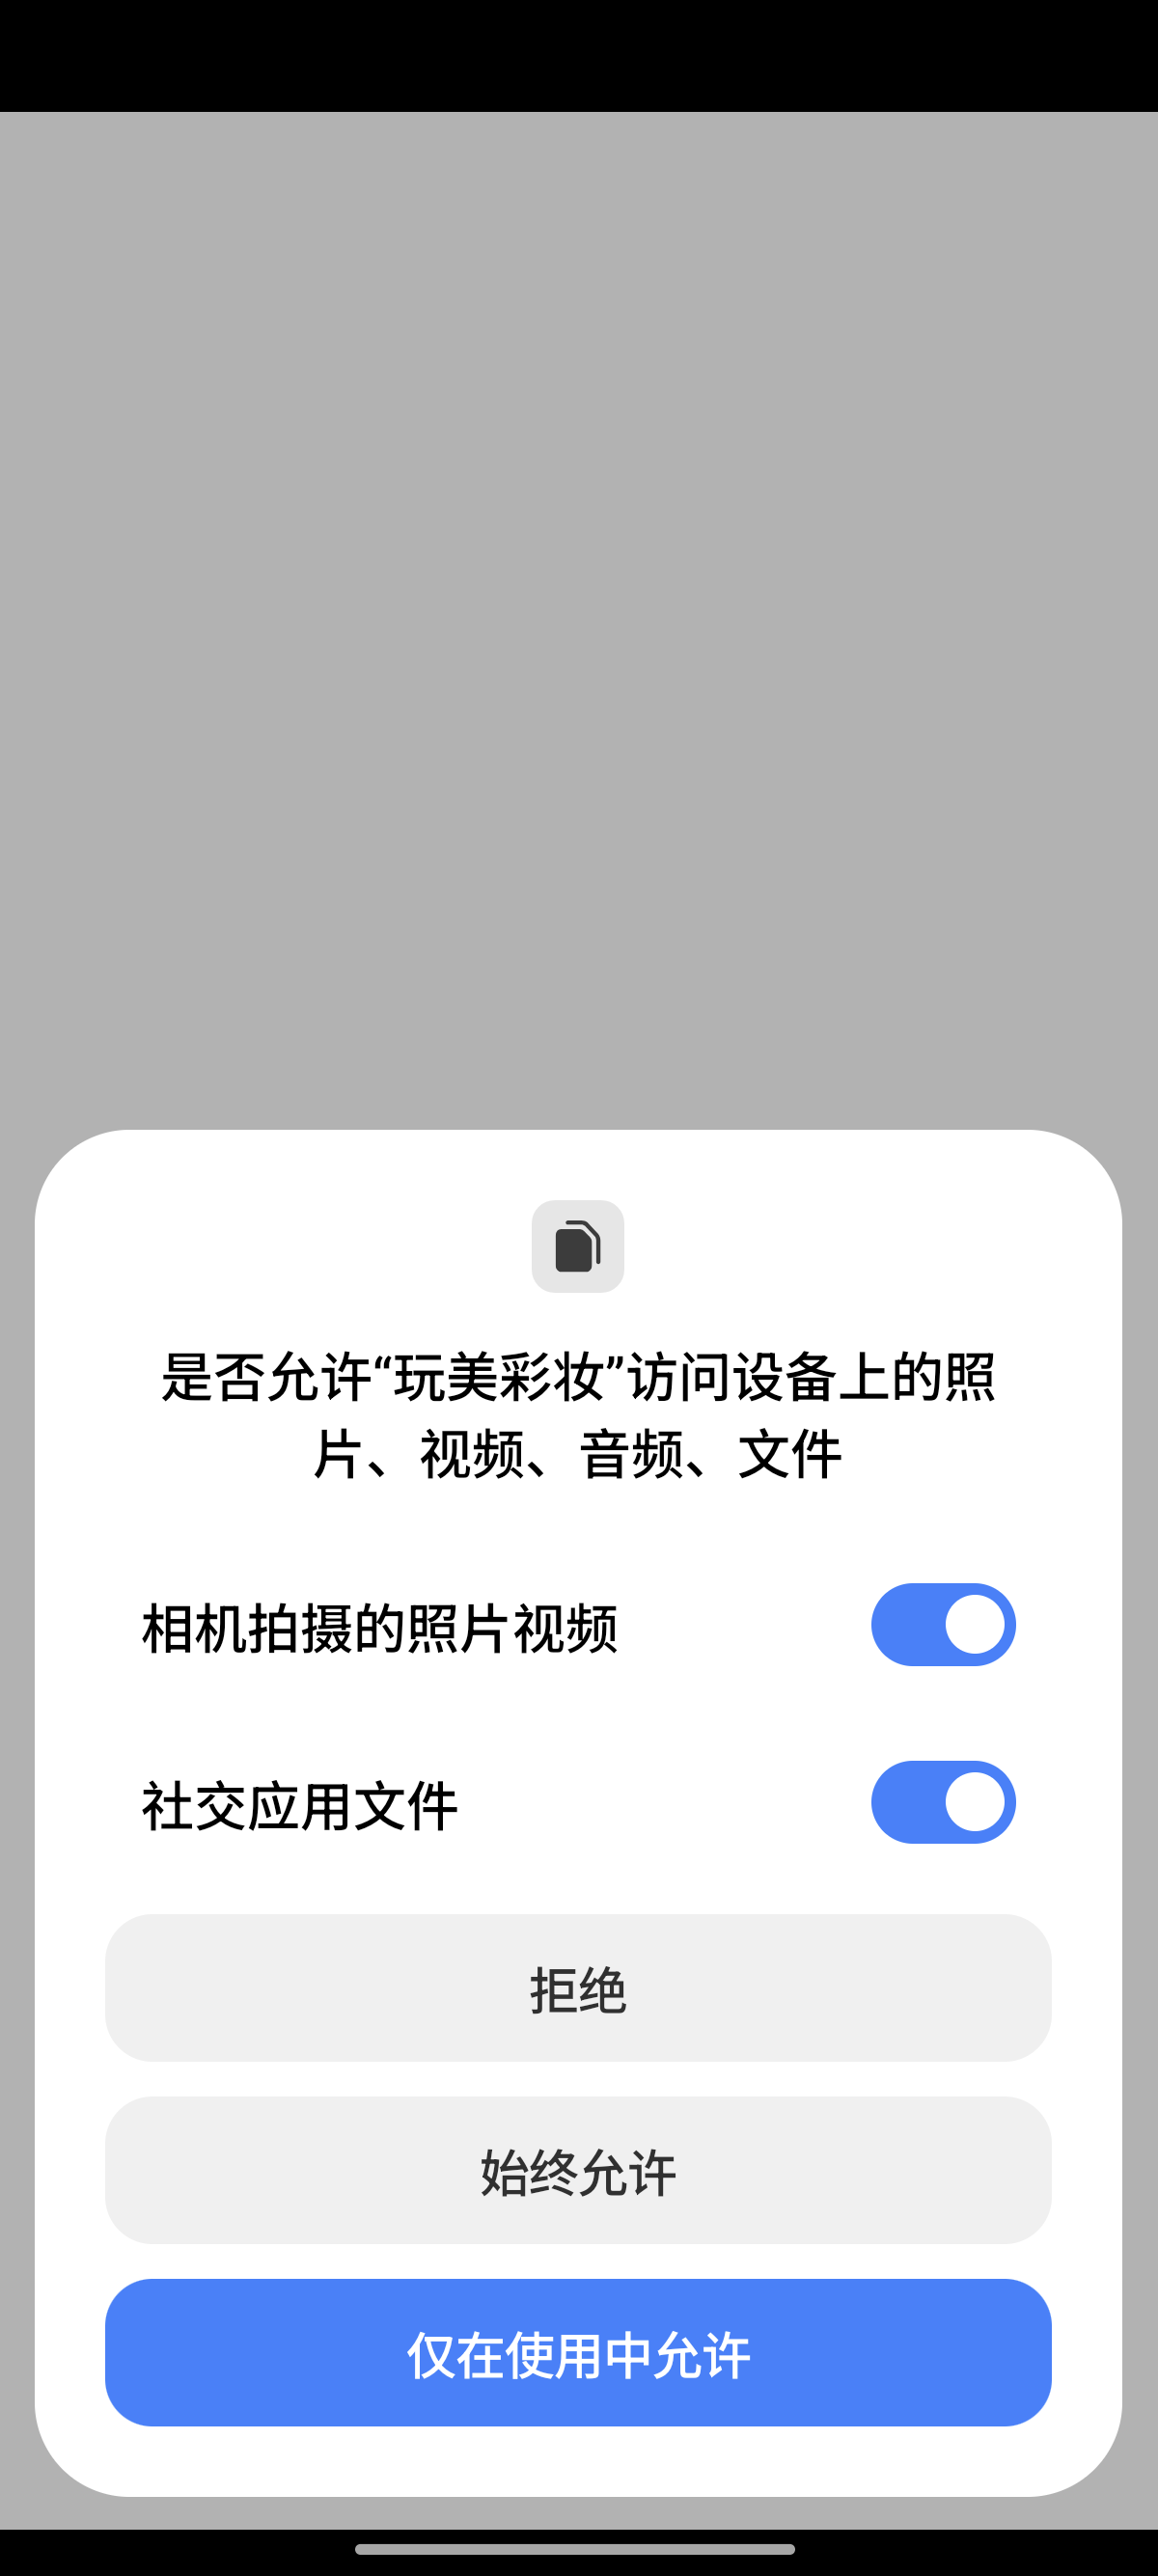 是否允许“玩美彩妆”访问设备上的照
片、视频、音频、文件
相机拍摄的照片视频
社交应用文件
拒绝
始终允许
仅在使用中允许